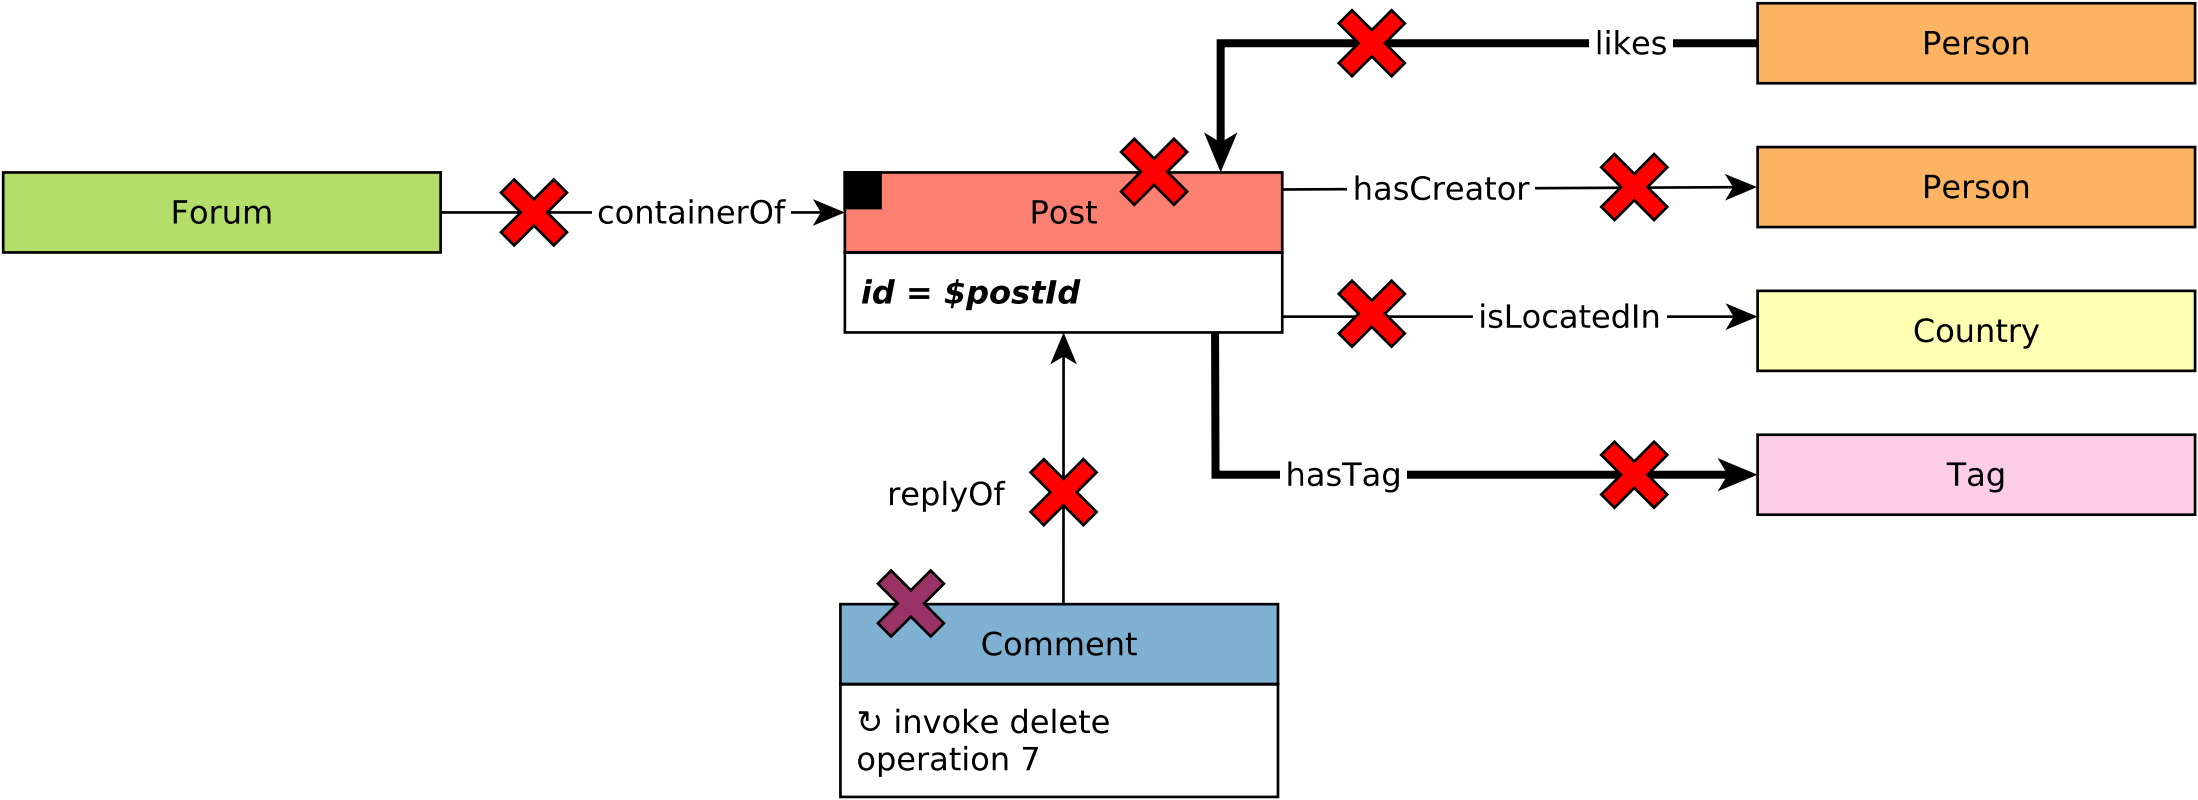 likes
Person
Forum
containerOf
Post
hasCreator
Person
id = $postId
isLocatedIn
Country
replyOf
hasTag
Tag
Comment
↻ invoke delete
operation 7